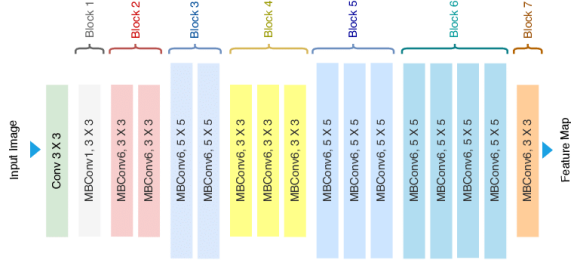 Block 1
Block 2
Block 3
Block 4
Block 5
Block 6
Block 7
Input Image
Conv 3 X 3
MBConv1, 3 X 3
MBConv6, 3 X 3
MBConv6, 3 X 3
MBConv6, 5 X 5
MBConv6, 5 X 5
MBConv6, 3 X 3
MBConv6, 3 X 3
MBConv6, 3 X 3
MBConv6, 5 X 5
MBConv6, 5 X 5
MBConv6, 5 X 5
MBConv6, 5 X 5
MBConv6, 5 X 5
MBConv6, 5 X 5
MBConv6, 5 X 5
MBConv6, 3 X 3
Feature Map